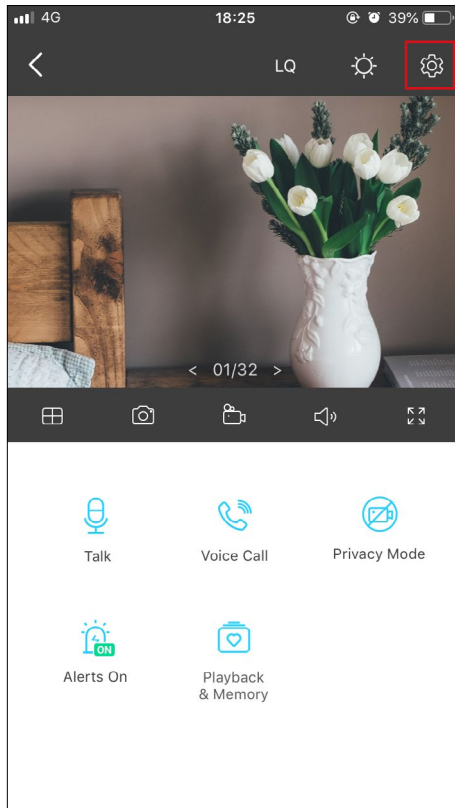 4G 18:25 39%
LQ
< 01/32 >
Talk Voice Call Privacy Mode
ON
Alerts On Playback
& Memory